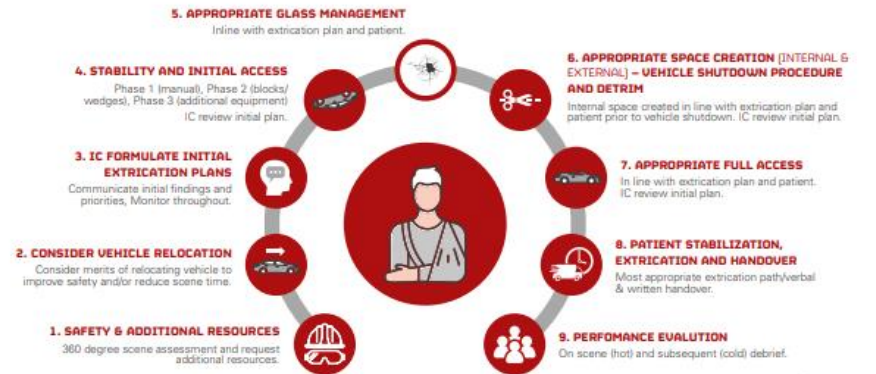 5. APPROPRIATE GLASS MANAGEMENT
Inline with extrication plan and patient.
4. STABILITY AND INITIAL ACCESS
Phase 1 (manual), Phase 2 (blocks/
wedges), Phase 3 (additional equipment)
IC review initial plan.
3. IC FORMULATE INITIAL
EXTRICATION PLANS
Communicate initial findings and
priorities, Monitor throughout.
2. CONSIDER VEHICLE RELOCATION
Consider merits of relocating vehicle to
improve safety and/or reduce scene time.
1. SAFETY & ADDITIONAL RESOURCES
360 degree scene assessment and request
additional resources.
6. APPROPRIATE SPACE CREATION (INTERNAL &
EXTERNAL) – VEHICLE SHUTDOWN PROCEDURE
AND DETRIM
Internal space created in line with extrication plan and
patient prior to vehicle shutdown. IC review initial plan.
7. APPROPRIATE FULL ACCESS
In line with extrication plan and patient.
IC review initial plan.
8. PATIENT STABILIZATION,
EXTRICATION AND HANDOVER
Most appropriate extrication path/verbal
& written handover.
9. PERFOMANCE EVALUTION
On scene (hot) and subsequent (cold) debrief.